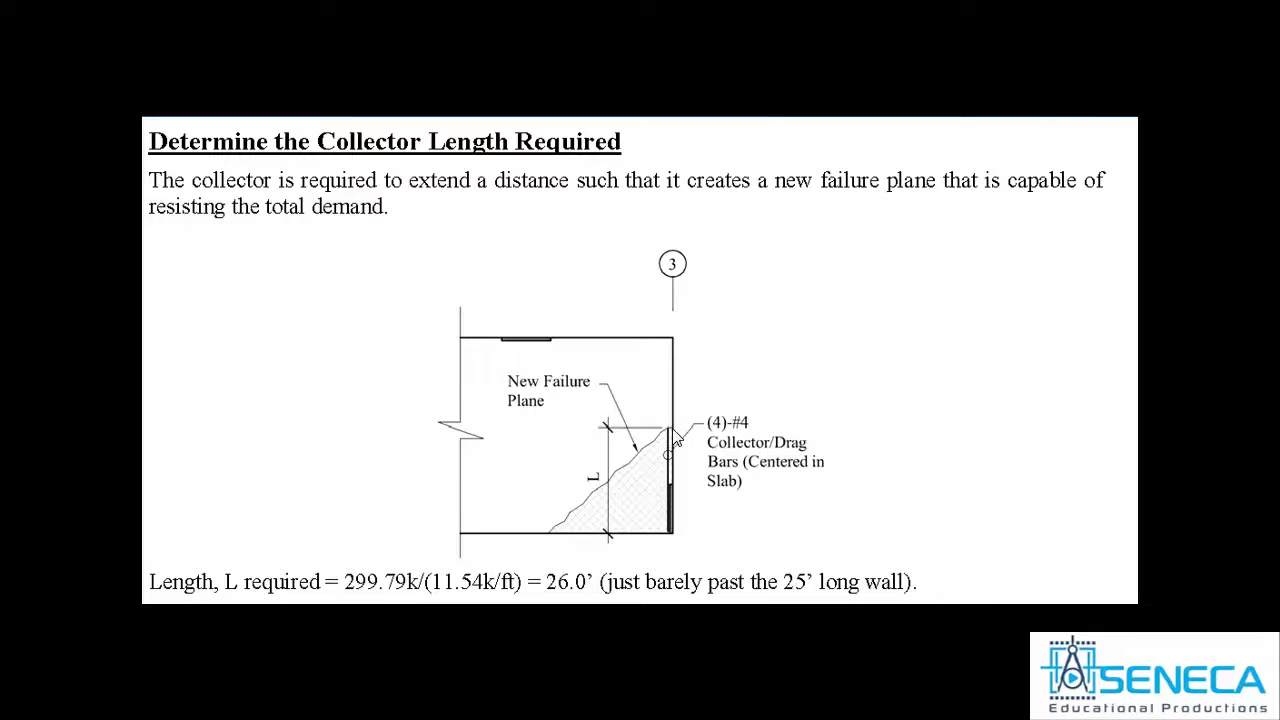 Determine the Collector Length Required
The collector is required to extend a distance such that it creates a new failure plane that is capable of
resisting the total demand.
3
New Failure
Plane
(4)-#4
Collector/Drag
Bars (Centered in
Slab)
L
Length, L required = 299.79k/(11.54k/ft) = 26.0’ (just barely past the 25’ long wall).
SENECA
Educational Productions